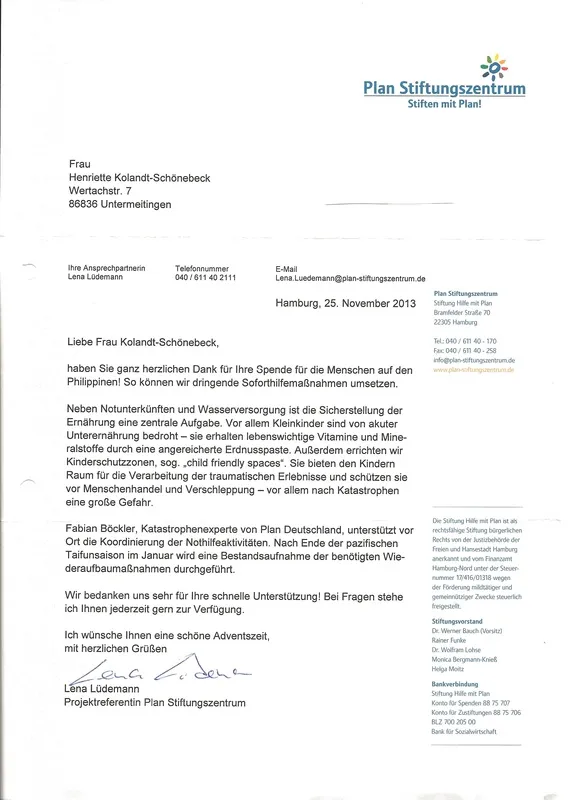 Plan Stiftungszentrum
Stiften mit Plan!
Frau
Henriette Kolandt-Schönebeck
Wertachstr. 7
86836 Untermeitingen
Ihre Ansprechpartnerin
Lena Lüdemann
Telefonnummer
040 / 611 40 2111
E-Mail
Lena.Luedemann@plan-stiftungszentrum.de
Hamburg, 25. November 2013
Plan Stiftungszentrum
Stiftung Hilfe mit Plan
Bramfelder Straße 70
22305 Hamburg
Tel.: 040 / 611 40 - 170
Fax: 040 / 611 40 - 258
info@plan-stiftungszentrum.de
www.plan-stiftungszentrum.de
Liebe Frau Kolandt-Schönebeck,
haben Sie ganz herzlichen Dank für Ihre Spende für die Menschen auf den
Philippinen! So können wir dringende Soforthilfemaßnahmen umsetzen.
Neben Notunterkünften und Wasserversorgung ist die Sicherstellung der
Ernährung eine zentrale Aufgabe. Vor allem Kleinkinder sind von akuter
Unterernährung bedroht – sie erhalten lebenswichtige Vitamine und Mine-
ralstoffe durch eine angereicherte Erdnusspaste. Außerdem errichten wir
Kinderschutzzonen, sog. „child friendly spaces“. Sie bieten den Kindern
Raum für die Verarbeitung der traumatischen Erlebnisse und schützen sie
vor Menschenhandel und Verschleppung – vor allem nach Katastrophen
eine große Gefahr.
Fabian Böckler, Katastrophenexperte von Plan Deutschland, unterstützt vor
Ort die Koordinierung der Nothilfeaktivitäten. Nach Ende der pazifischen
Taifunsaison im Januar wird eine Bestandsaufnahme der benötigten Wie-
deraufbaumaßnahmen durchgeführt.
Wir bedanken uns sehr für Ihre schnelle Unterstützung! Bei Fragen stehe
ich Ihnen jederzeit gern zur Verfügung.
Ich wünsche Ihnen eine schöne Adventszeit,
mit herzlichen Grüßen
Lena Lüdemann
Lena Lüdemann
Projektreferentin Plan Stiftungszentrum
Die Stiftung Hilfe mit Plan ist als
rechtsfähige Stiftung bürgerlichen
Rechts von der Justizbehörde der
Freien und Hansestadt Hamburg
anerkannt und vom Finanzamt
Hamburg-Nord unter der Steuer-
nummer 17/416/01318 wegen
der Förderung mildtätiger und
gemeinnütziger Zwecke steuerlich
freigestellt.
Stiftungsvorstand
Dr. Werner Bauch (Vorsitz)
Rainer Funke
Dr. Wolfram Lohse
Monica Bergmann-Knieß
Helga Moitz
Bankverbindung
Stiftung Hilfe mit Plan
Konto für Spenden 88 75 707
Konto für Zustiftungen 88 75 706
BLZ 700 205 00
Bank für Sozialwirtschaft